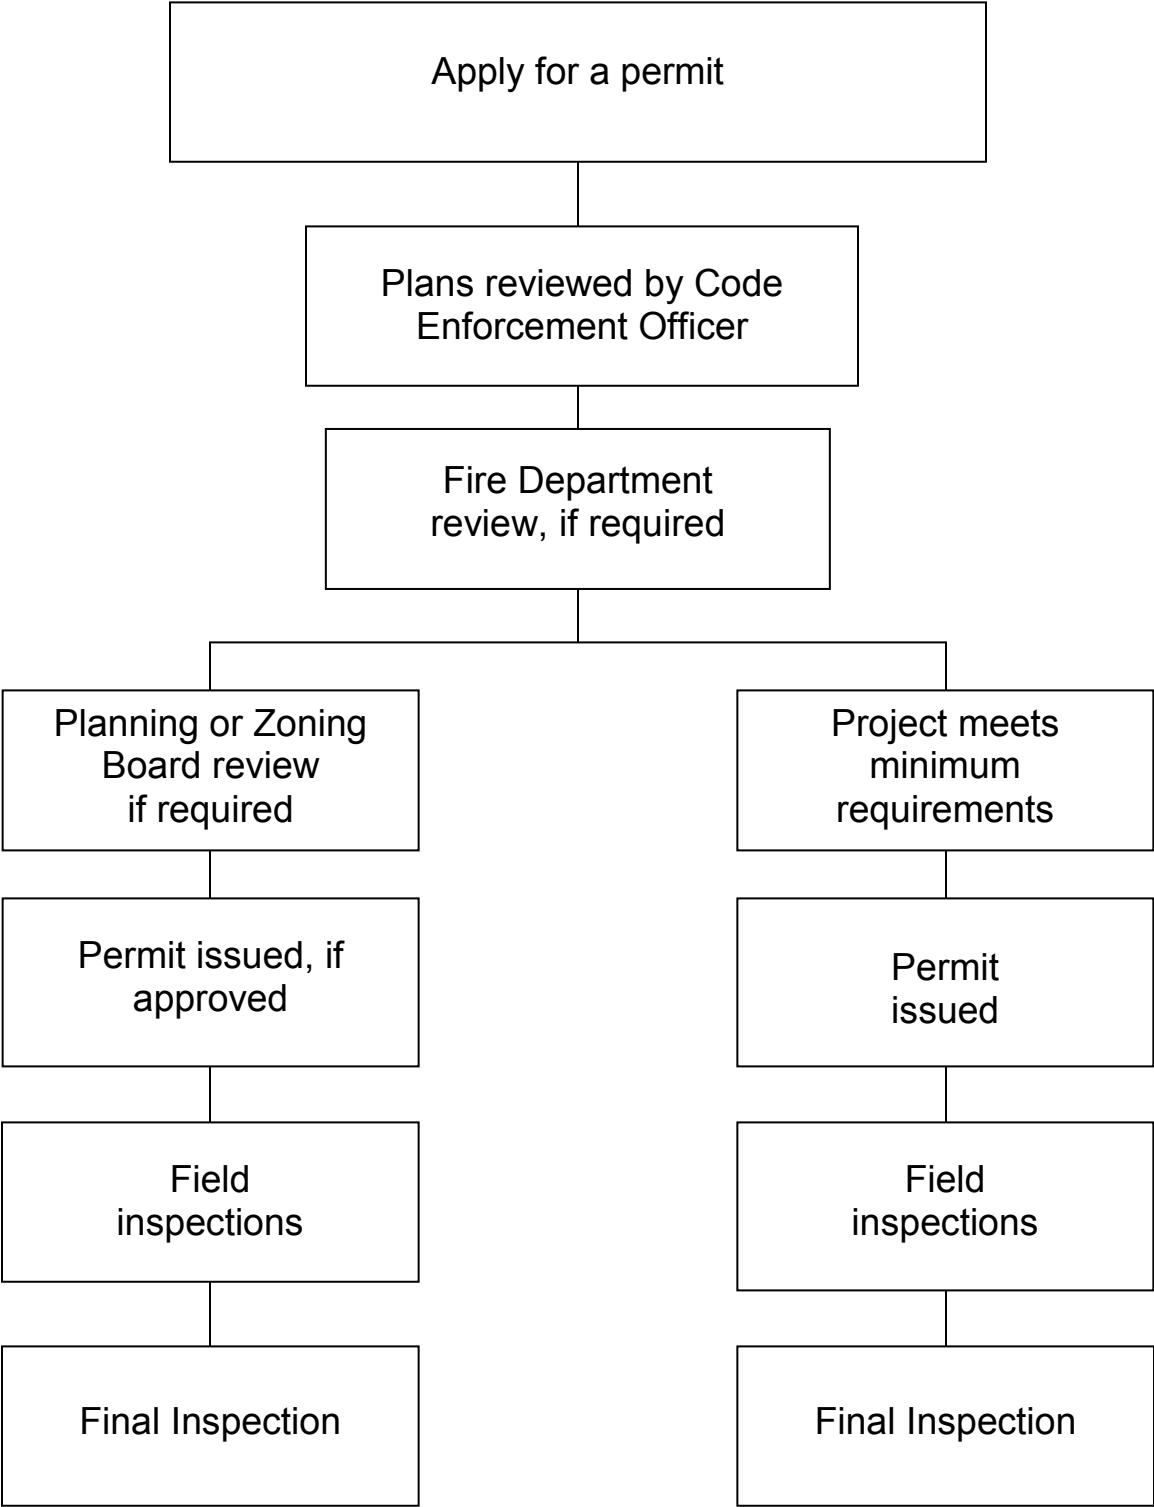 Apply for a permit
Plans reviewed by Code
Enforcement Officer
Fire Department
review, if required
Planning or Zoning
Board review
if required
Project meets
minimum
requirements
Permit issued, if
approved
Permit
issued
Field
inspections
Field
inspections
Final Inspection
Final Inspection